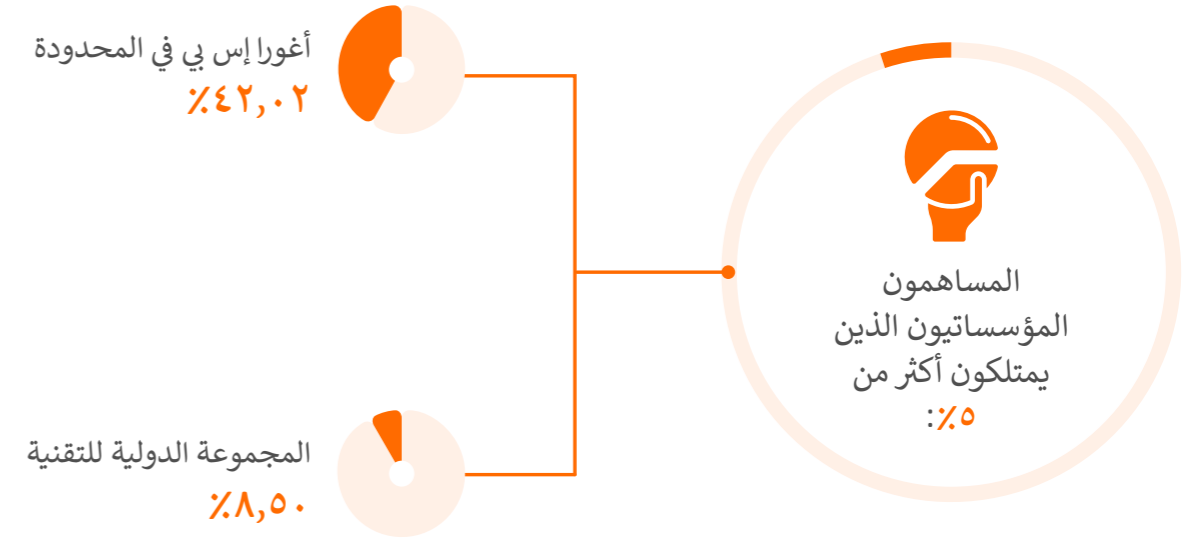 المساهمون
المؤسساتيون الذين
يمتلكون أكثر من
٥٪:
أغورا إس بي في المحدودة
٤٢,٠٢٪
المجموعة الدولية للتقنية
٨,٥٠٪